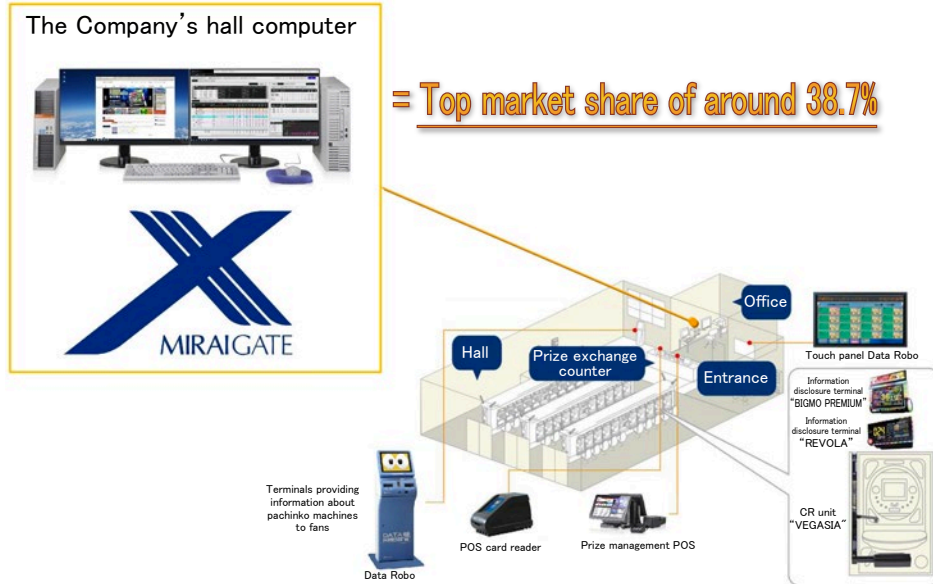 The Company's hall computer
= Top market share of around 38.7%
MIRAIGATE
Office
Hall
Prize exchange
counter
Entrance
Touch panel Data Robo
Information
disclosure terminal
"BIGMO PREMIUM"
Information
disclosure terminal
"REVOLA"
CR unit
"VEGASIA"
Terminals providing
information about
pachinko machines
to fans
Data Robo
POS card reader
Prize management POS